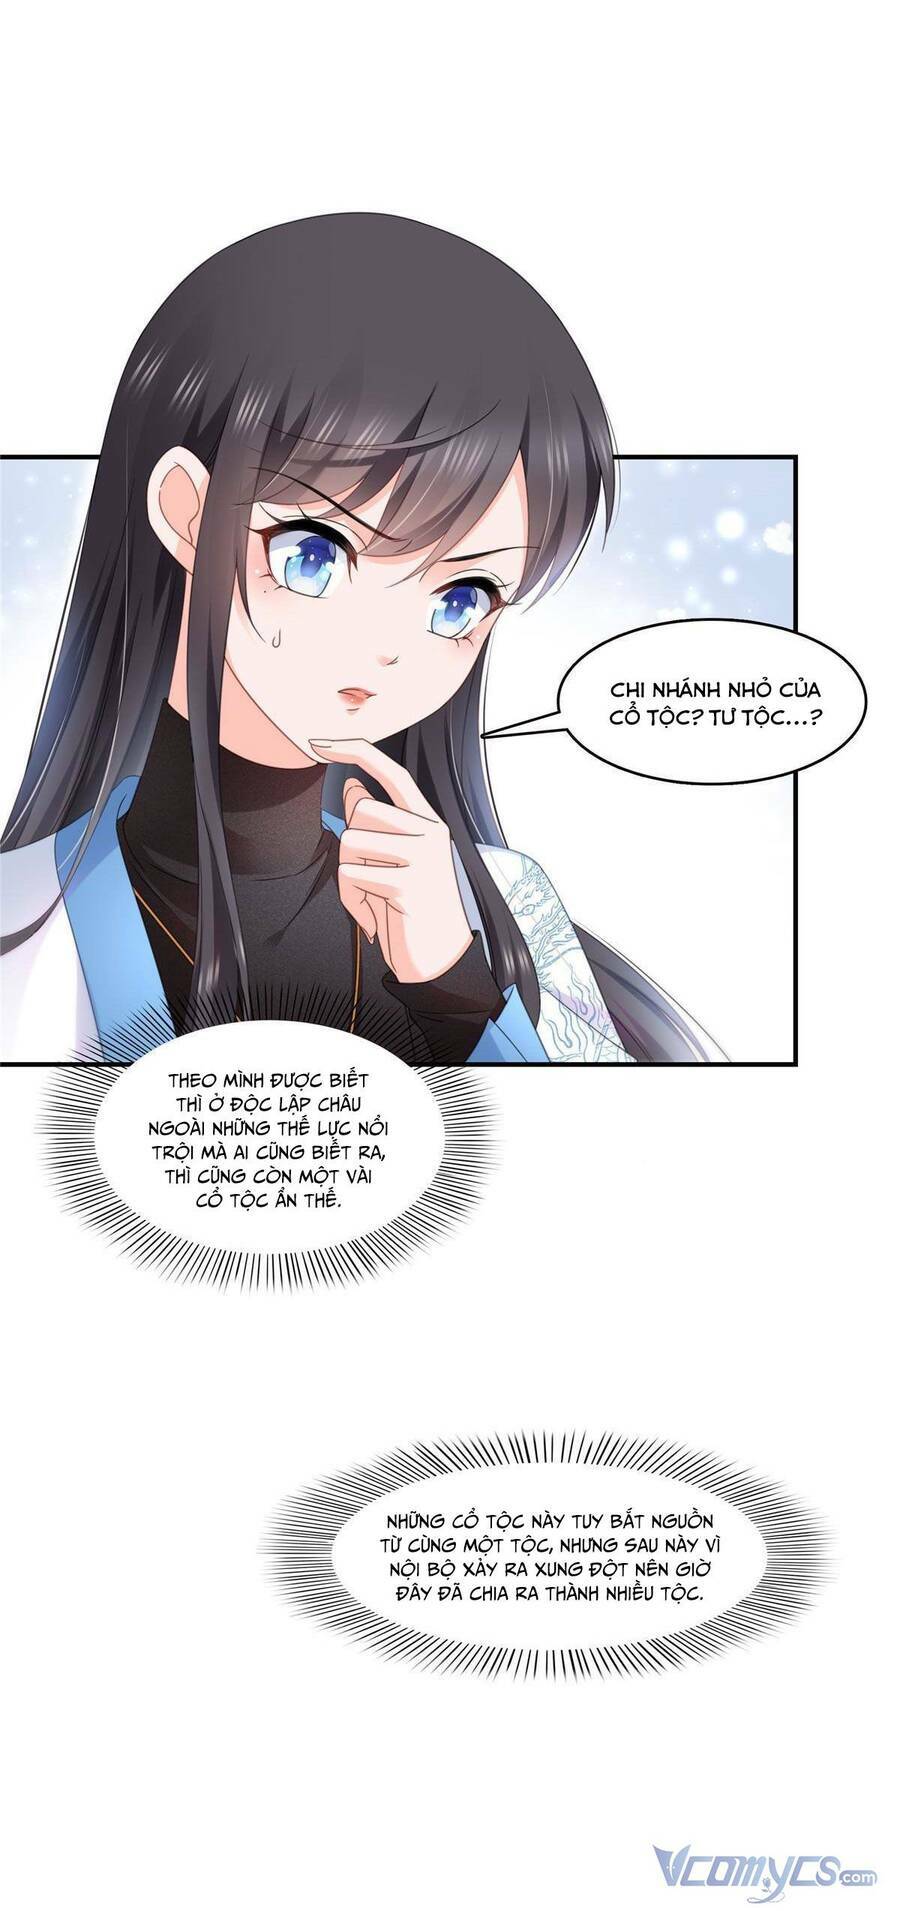 CHI NHÁNH NHỎ CỦA
CỔ TỘC? TƯ TỘC...?
THEO MÌNH ĐƯỢC BIẾT
THÌ Ở ĐỘC LẬP CHÂU
NGOÀI NHỮNG THẾ LỰC NỔI
TRỘI MÀ AI CŨNG BIẾT RA,
THÌ CŨNG CÒN MỘT VÀI
CỔ TỘC ẨN THẾ.
NHỮNG CỔ TỘC NÀY TUY BẮT NGUỒN
TỪ CÙNG MỘT TỘC, NHƯNG SAU NÀY VÌ
NỘI BỘ XẢY RA XUNG ĐỘT NÊN GIỜ
ĐÂY ĐÃ CHIA RA THÀNH NHIỀU TỘC.
VCOMYCS.com